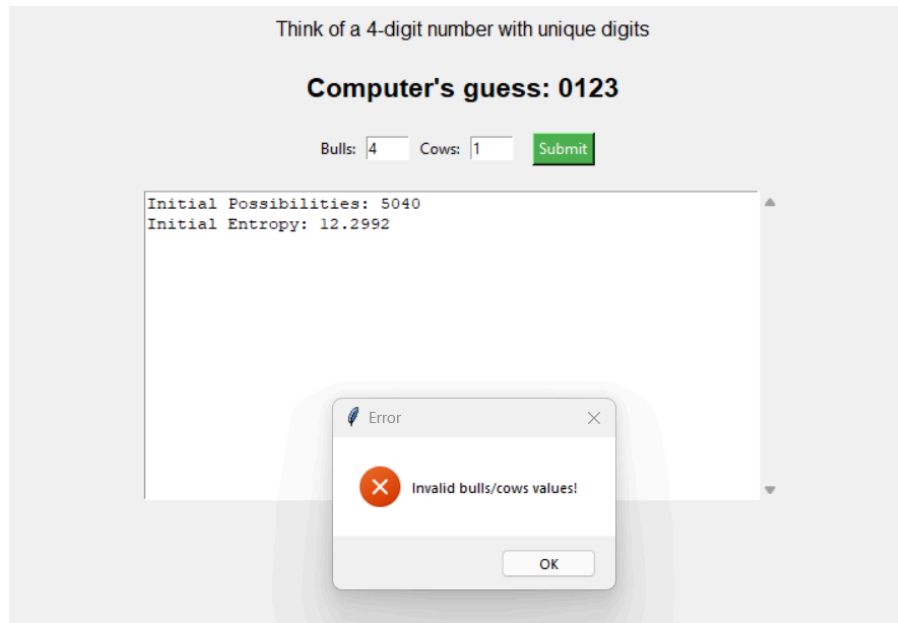 Think of a 4-digit number with unique digits
Computer's guess: 0123
Bulls: 4 Cows: 1 Submit
Initial Possibilities: 5040
Initial Entropy: 12.2992
Error
Invalid bulls/cows values!
OK